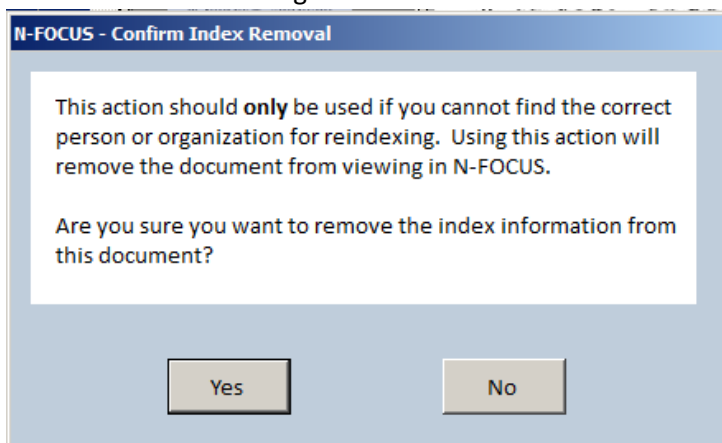 N-FOCUS - Confirm Index Removal
This action should only be used if you cannot find the correct
person or organization for reindexing.  Using this action will
remove the document from viewing in N-FOCUS.
Are you sure you want to remove the index information from
this document?
Yes
No